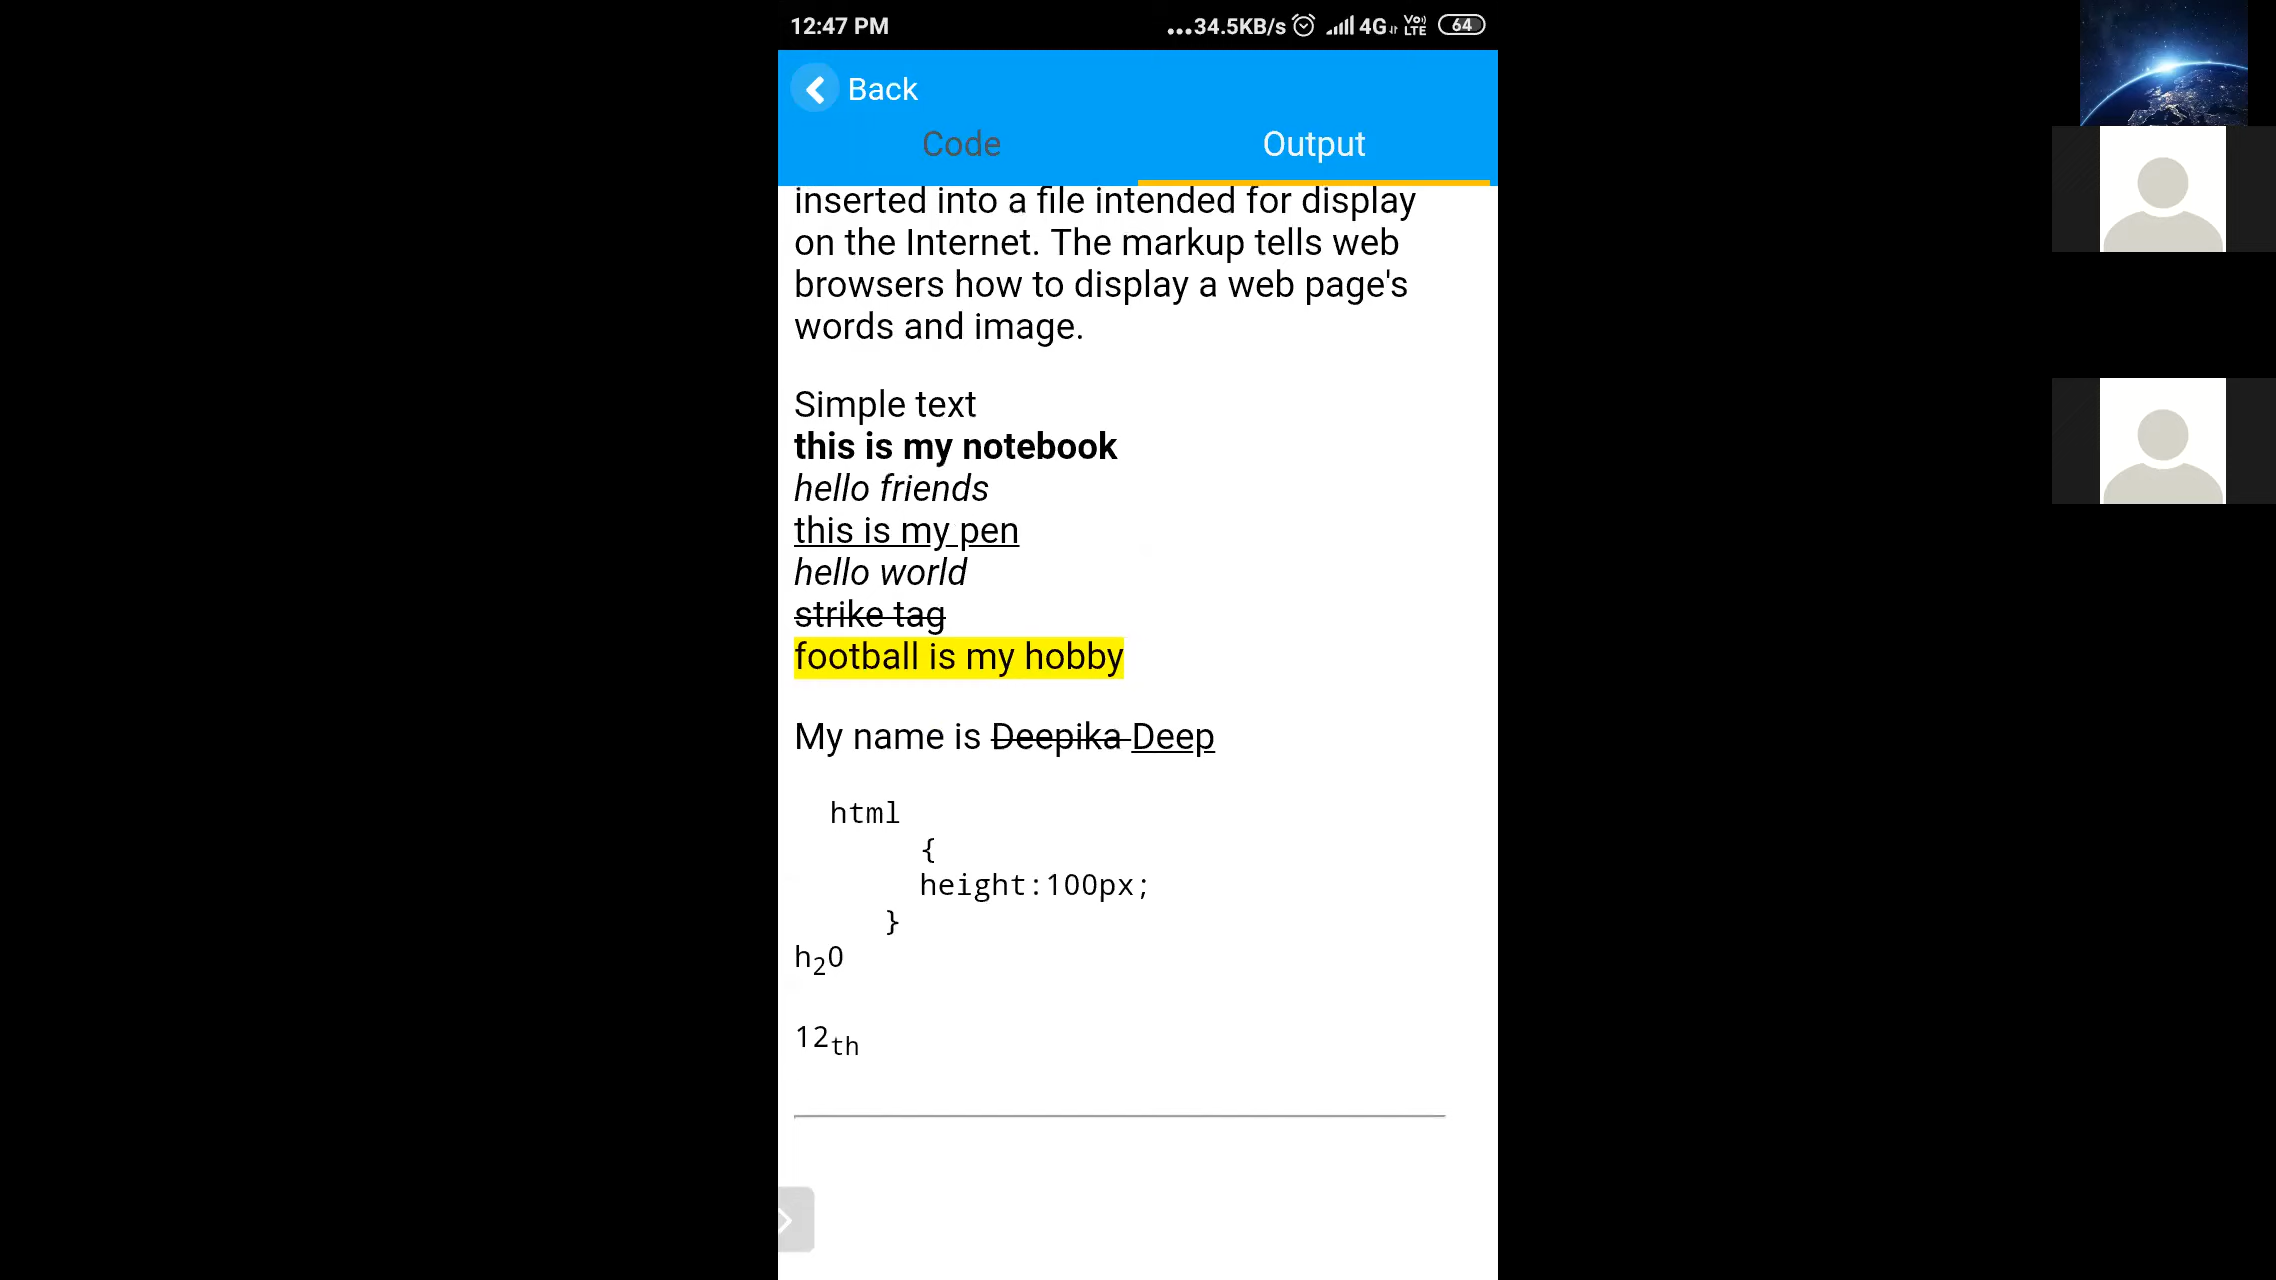 12:47 PM ...34.5KB/s 4G Vo) LTE 64
Back
Code Output
inserted into a file intended for display
on the Internet. The markup tells web
browsers how to display a web page's
words and image.
Simple text
this is my notebook
hello friends
this is my pen
hello world
strike tag
football is my hobby
My name is Deepika Deep
html
{
height:100px;
}
h2O
12th